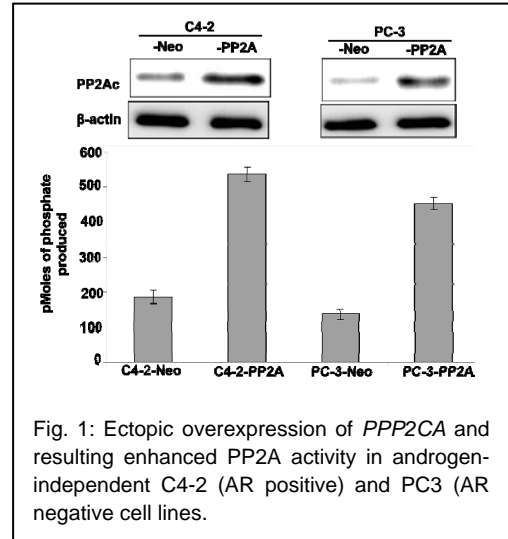 C4-2 PC-3
-Neo -PP2A -Neo -PP2A
PP2Ac
β-actin
pMoles of phosphate
produced
600
500
400
300
200
100
0
C4-2-Neo C4-2-PP2A PC-3-Neo PC-3-PP2A
Fig. 1: Ectopic overexpression of PPP2CA and
resulting enhanced PP2A activity in androgen-
independent C4-2 (AR positive) and PC3 (AR
negative cell lines.